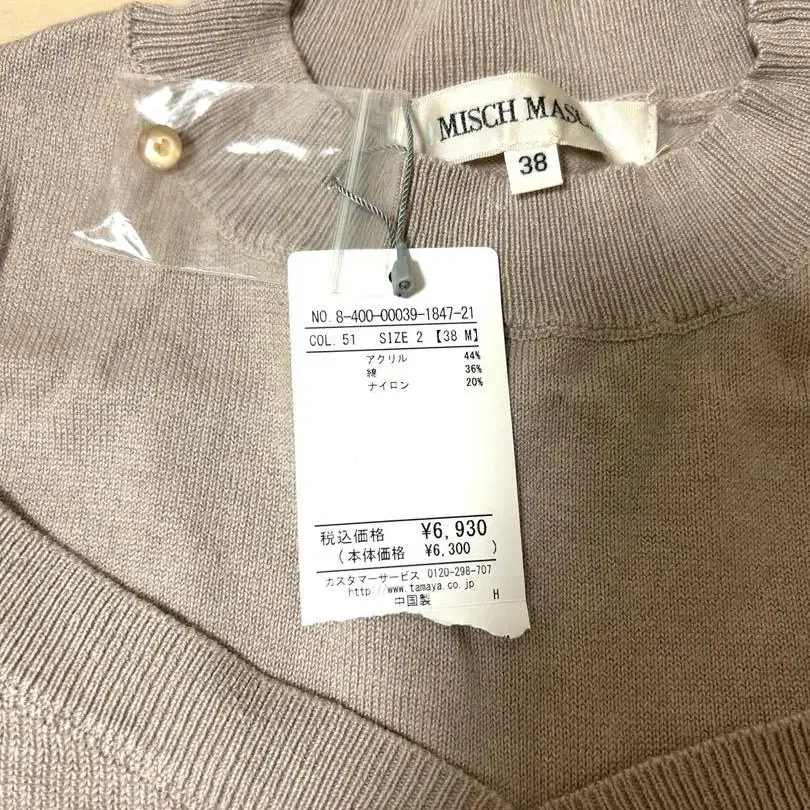 MISCH MASC
38
NO. 8-400-00039-1847-21
COL. 51 SIZE 2 【38 M】
アクリル 44%
綿 36%
ナイロン 20%
税込価格 ¥6,930
(本体価格 ¥6,300 )
カスタマーサービス 0120-298-707
http://www.tamaya.co.jp
中国製 H